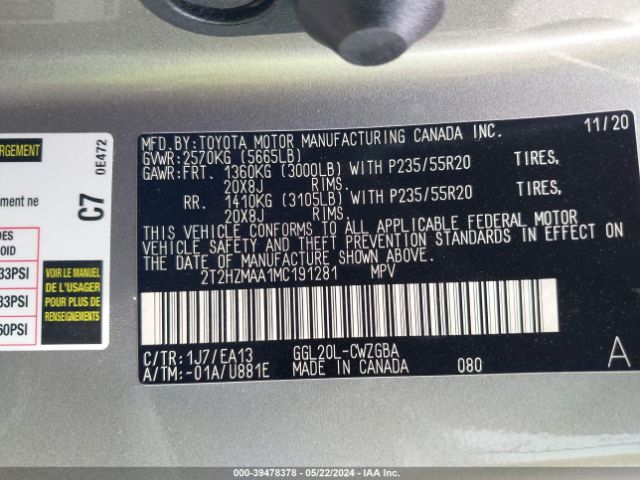 MFD.BY:TOYOTA MOTOR MANUFACTURING CANADA INC. 11/20
GVWR:2570KG (5665LB)
GAWR:FRT. 1360KG (3000LB) WITH P235/55R20 TIRES,
20X8J RIMS.
RR. 1410KG (3105LB) WITH P235/55R20 TIRES,
20X8J RIMS.
THIS VEHICLE CONFORMS TO ALL APPLICABLE FEDERAL MOTOR
VEHICLE SAFETY AND THEFT PREVENTION STANDARDS IN EFFECT ON
THE DATE OF MANUFACTURE SHOWN ABOVE.
2T2HZMAA1MC191281 MPV
C/TR:1J7/EA13 GGL20L-CWZGBA
A/TM:-01A/U881E MADE IN CANADA 080 A
ARGEMENT
ement ne
C7
0E472
DES
OID
33PSI
33PSI
60PSI
VOIR LE MANUEL
DE L'USAGER
POUR PLUS DE
RENSEIGNEMENTS
000-39478378 - 05/22/2024 - IAA Inc.